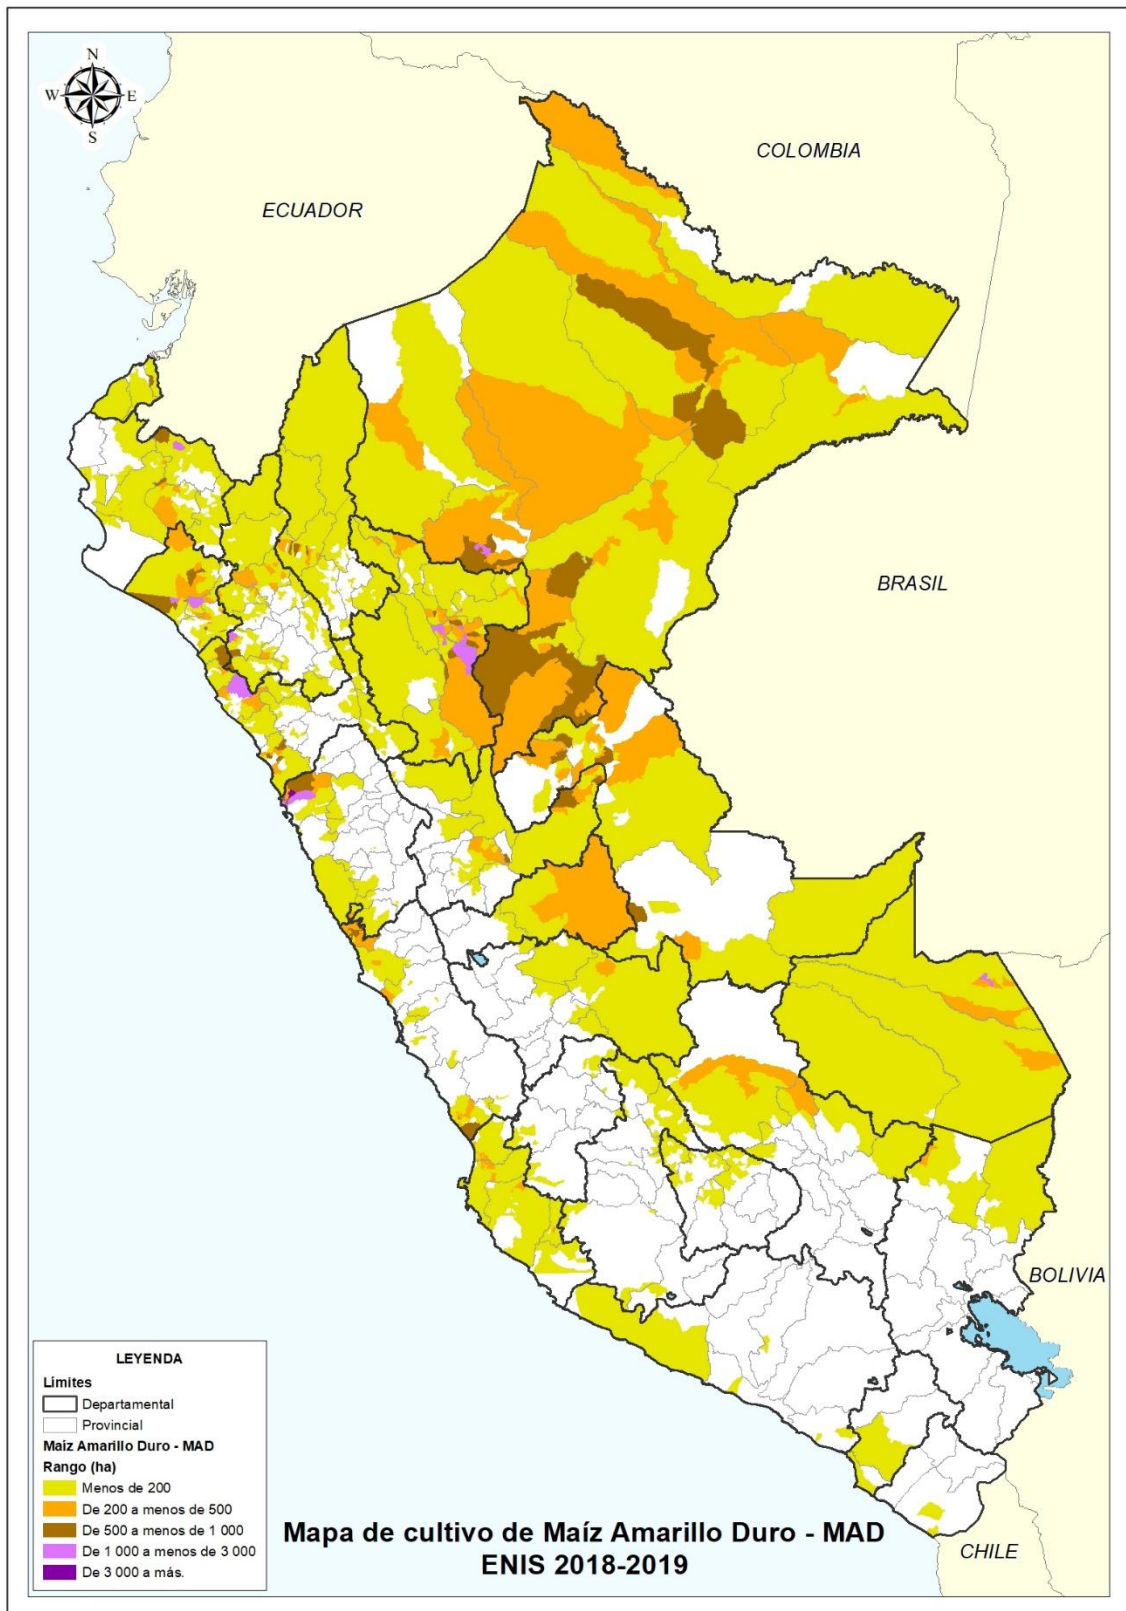 N
W E
S
COLOMBIA
ECUADOR
BRASIL
BOLIVIA
CHILE
LEYENDA
Limites
Departamental
Provincial
Maíz Amarillo Duro - MAD
Rango (ha)
Menos de 200
De 200 a menos de 500
De 500 a menos de 1 000
De 1 000 a menos de 3 000
De 3 000 a más.
Mapa de cultivo de Maíz Amarillo Duro - MAD
ENIS 2018-2019